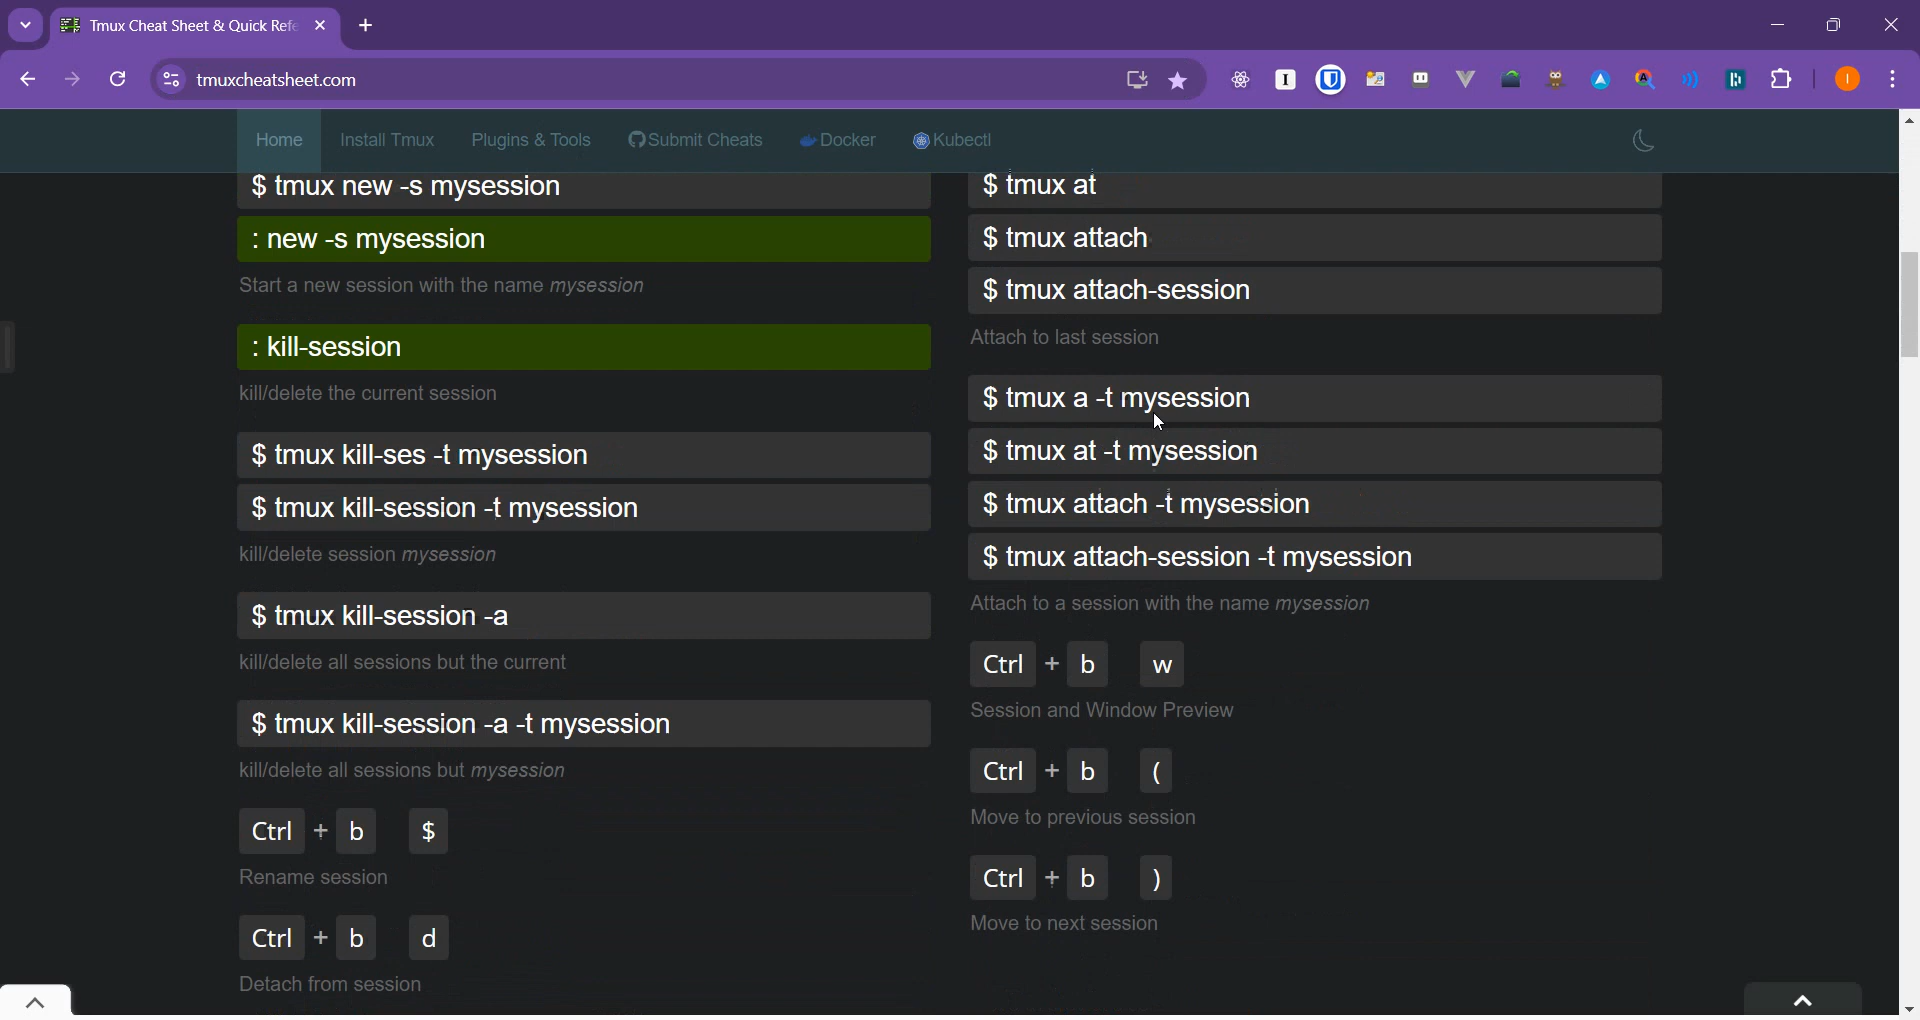 Tmux Cheat Sheet & Quick Refe
tmuxcheatsheet.com
Home
Install Tmux
Plugins & Tools
Submit Cheats
Docker
Kubectl
$ tmux new -s mysession
: new -s mysession
Start a new session with the name mysession
: kill-session
kill/delete the current session
$ tmux kill-ses -t mysession
$ tmux kill-session -t mysession
kill/delete session mysession
$ tmux kill-session -a
kill/delete all sessions but the current
$ tmux kill-session -a -t mysession
kill/delete all sessions but mysession
Ctrl + b $
Rename session
Ctrl + b d
Detach from session
$ tmux at
$ tmux attach
$ tmux attach-session
Attach to last session
$ tmux a -t mysession
$ tmux at -t mysession
$ tmux attach -t mysession
$ tmux attach-session -t mysession
Attach to a session with the name mysession
Ctrl + b w
Session and Window Preview
Ctrl + b (
Move to previous session
Ctrl + b )
Move to next session